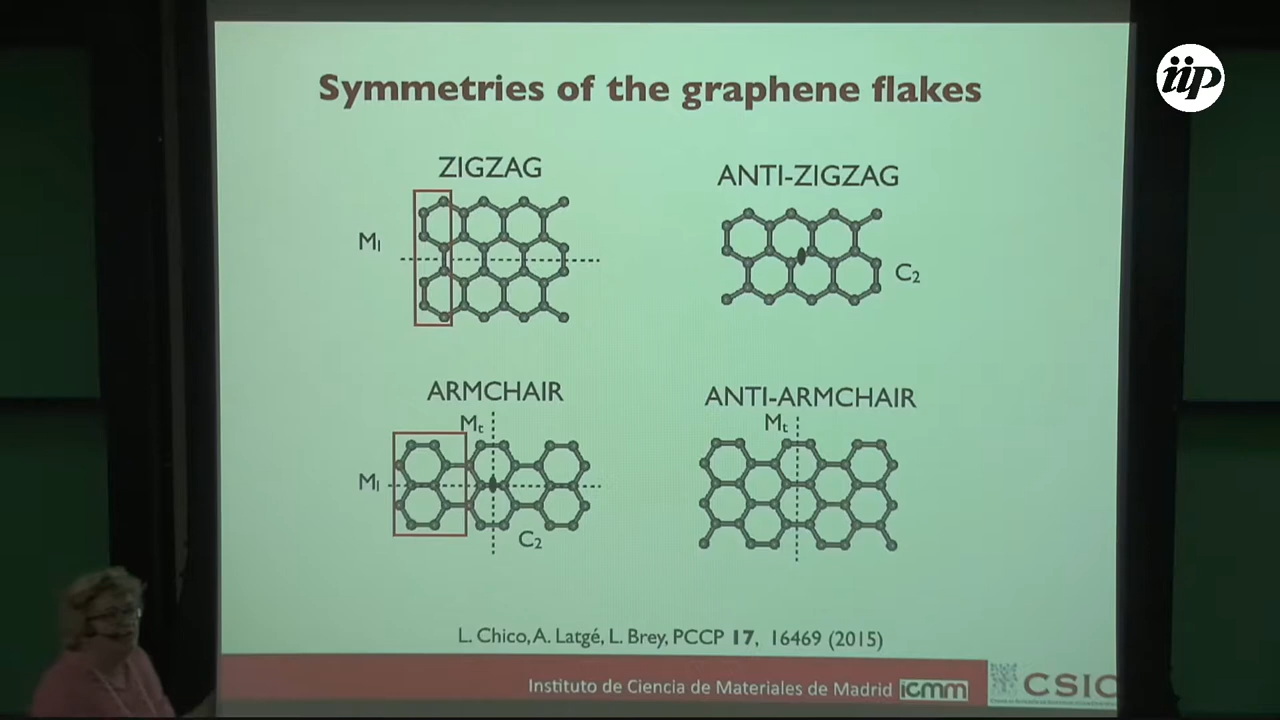 iip
Symmetries of the graphene flakes
ZIGZAG
ANTI-ZIGZAG
Ml
C2
ARMCHAIR
ANTI-ARMCHAIR
Mt
Mt
Ml
C2
L. Chico, A. Latgé, L. Brey, PCCP 17, 16469 (2015)
Instituto de Ciencia de Materiales de Madrid icmm
CSIC